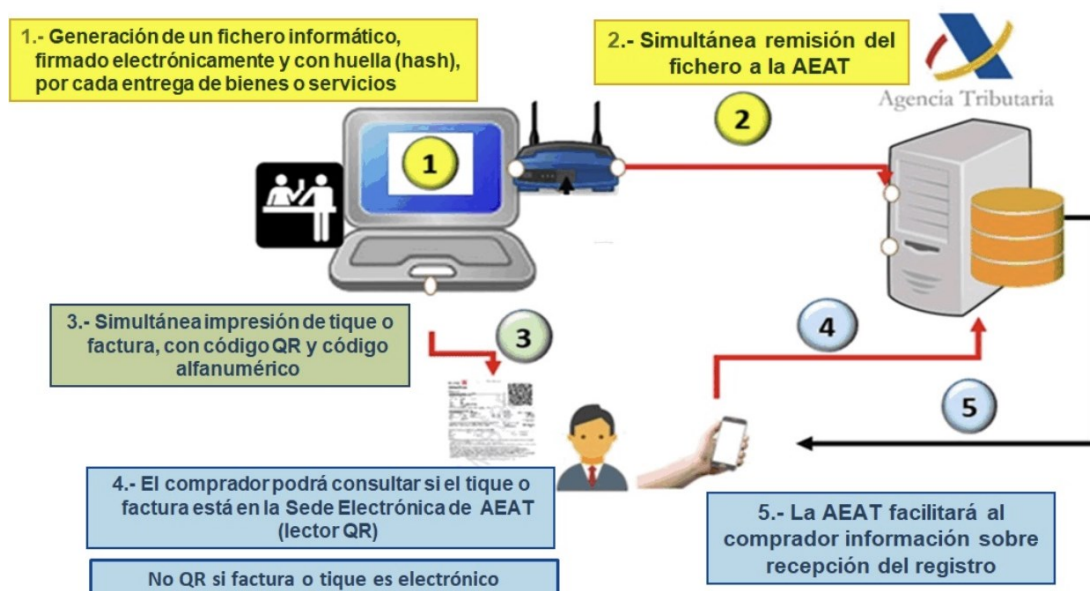 1.- Generación de un fichero informático,
firmado electrónicamente y con huella (hash),
por cada entrega de bienes o servicios
2.- Simultánea remisión del
fichero a la AEAT
Agencia Tributaria
1
2
3.- Simultánea impresión de tique o
factura, con código QR y código
alfanumérico
3
4
5
4.- El comprador podrá consultar si el tique o
factura está en la Sede Electrónica de AEAT
(lector QR)
No QR si factura o tique es electrónico
5.- La AEAT facilitará al
comprador información sobre
recepción del registro